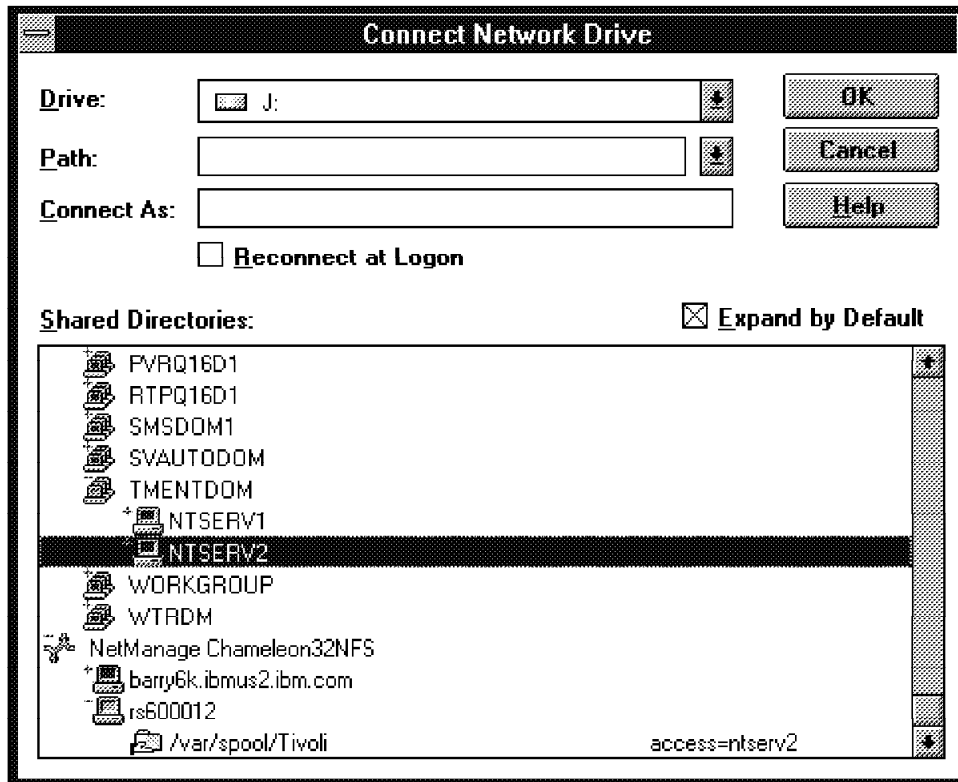 Connect Network Drive
Drive: J: OK
Path: Cancel
Connect As: Help
Reconnect at Logon
Shared Directories: Expand by Default
PVRQ16D1
RTPQ16D1
SMSDOM1
SVAUTODOM
TMENTDOM
NTSERV1
NTSERV2
WORKGROUP
WTRDM
NetManage Chameleon32NFS
barry6k.ibmus2.ibm.com
rs600012
/var/spool/Tivoli access=ntserv2